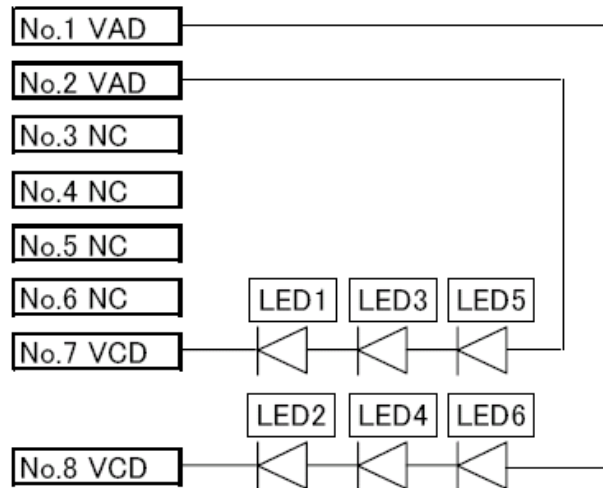 No.1 VAD
No.2 VAD
No.3 NC
No.4 NC
No.5 NC
No.6 NC
LED1 LED3 LED5
No.7 VCD
LED2 LED4 LED6
No.8 VCD